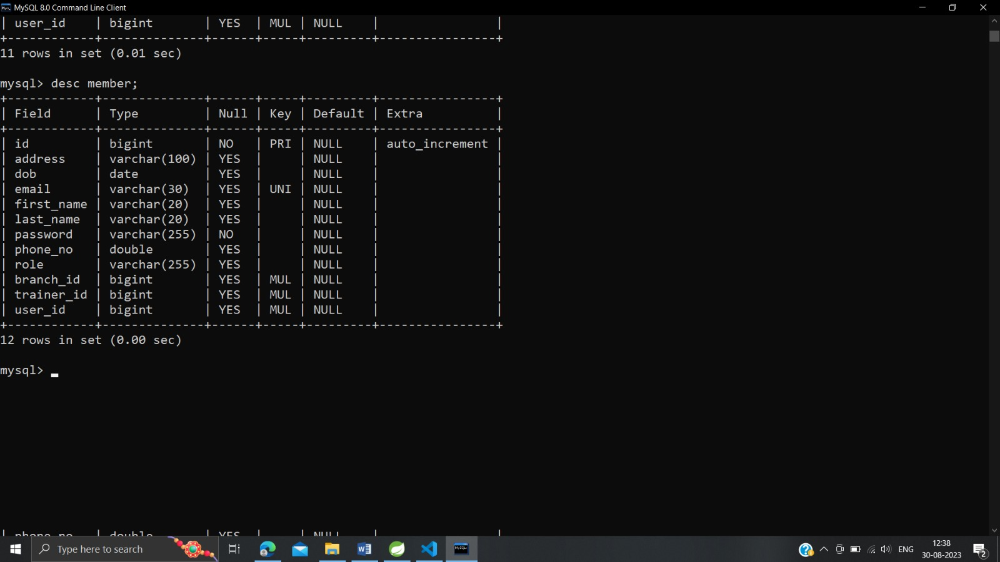 MySQL 8.0 Command Line Client
| user_id    | bigint       | YES  | MUL | NULL    |                |
+------------+--------------+------+-----+---------+----------------+
11 rows in set (0.01 sec)
mysql> desc member;
+------------+--------------+------+-----+---------+----------------+
| Field      | Type         | Null | Key | Default | Extra          |
+------------+--------------+------+-----+---------+----------------+
| id         | bigint       | NO   | PRI | NULL    | auto_increment |
| address    | varchar(100) | YES  |     | NULL    |                |
| dob        | date         | YES  |     | NULL    |                |
| email      | varchar(30)  | YES  | UNI | NULL    |                |
| first_name | varchar(20)  | YES  |     | NULL    |                |
| last_name  | varchar(20)  | YES  |     | NULL    |                |
| password   | varchar(255) | NO   |     | NULL    |                |
| phone_no   | double       | YES  |     | NULL    |                |
| role       | varchar(255) | YES  |     | NULL    |                |
| branch_id  | bigint       | YES  | MUL | NULL    |                |
| trainer_id | bigint       | YES  | MUL | NULL    |                |
| user_id    | bigint       | YES  | MUL | NULL    |                |
+------------+--------------+------+-----+---------+----------------+
12 rows in set (0.00 sec)
mysql> _
| phone_no   | double       | YES  |     | NULL    |                |
Type here to search
ENG
12:38
30-08-2023
2